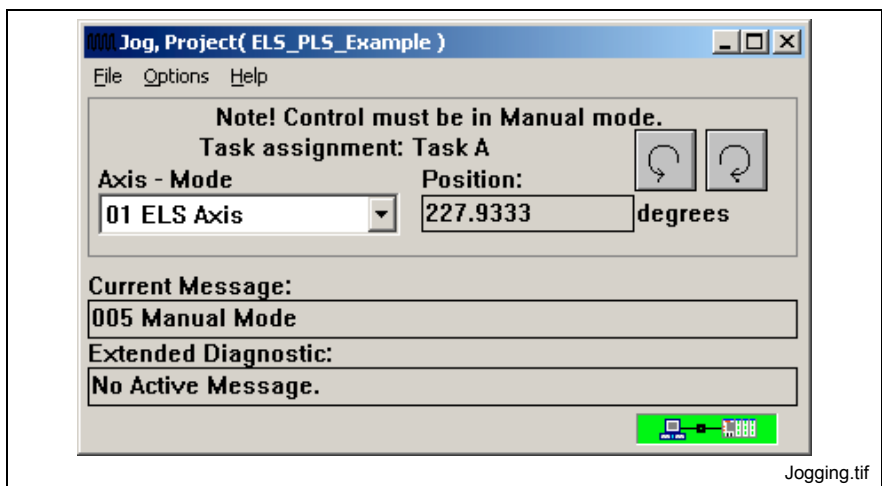 Jog, Project( ELS_PLS_Example )
File Options Help
Note! Control must be in Manual mode.
Task assignment: Task A
Axis - Mode Position:
01 ELS Axis 227.9333 degrees
Current Message:
005 Manual Mode
Extended Diagnostic:
No Active Message.
Jogging.tif